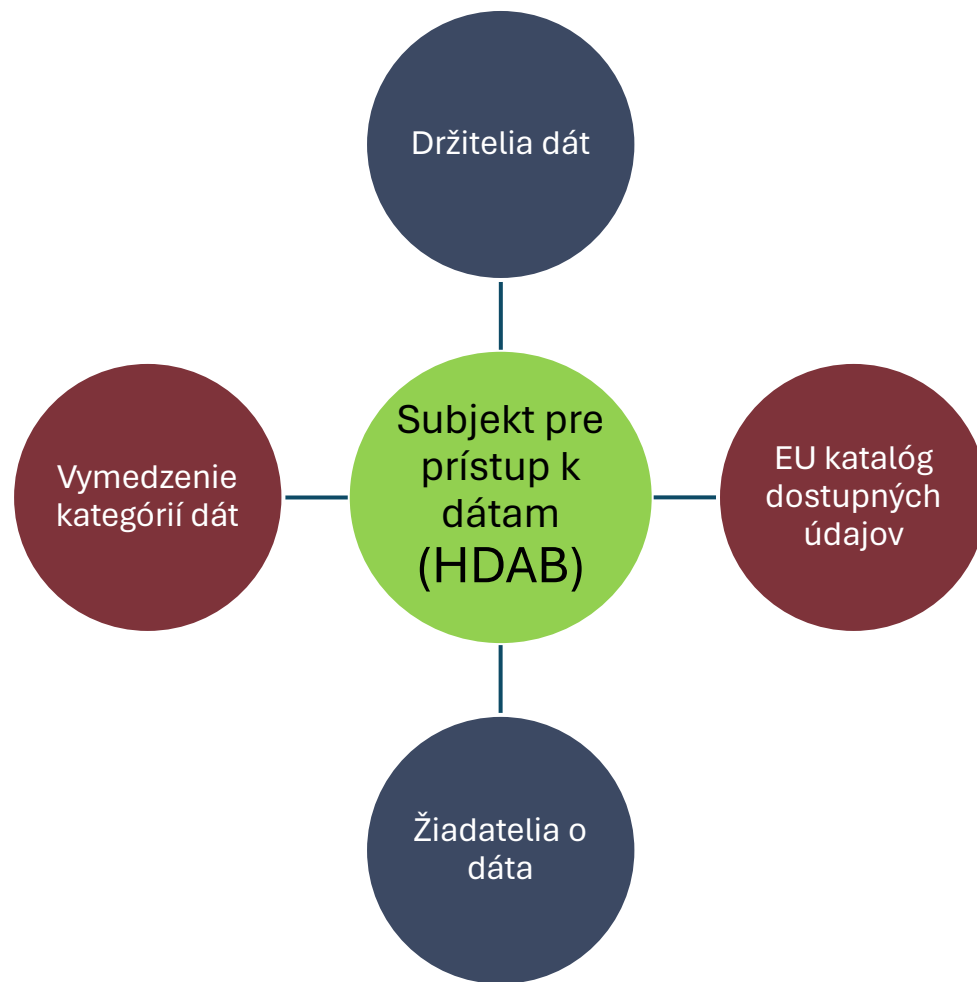 Držitelia dát
Vymedzenie
kategórií dát
Subjekt pre
prístup k
dátam
(HDAB)
EU katalóg
dostupných
údajov
Žiadatelia o
dáta